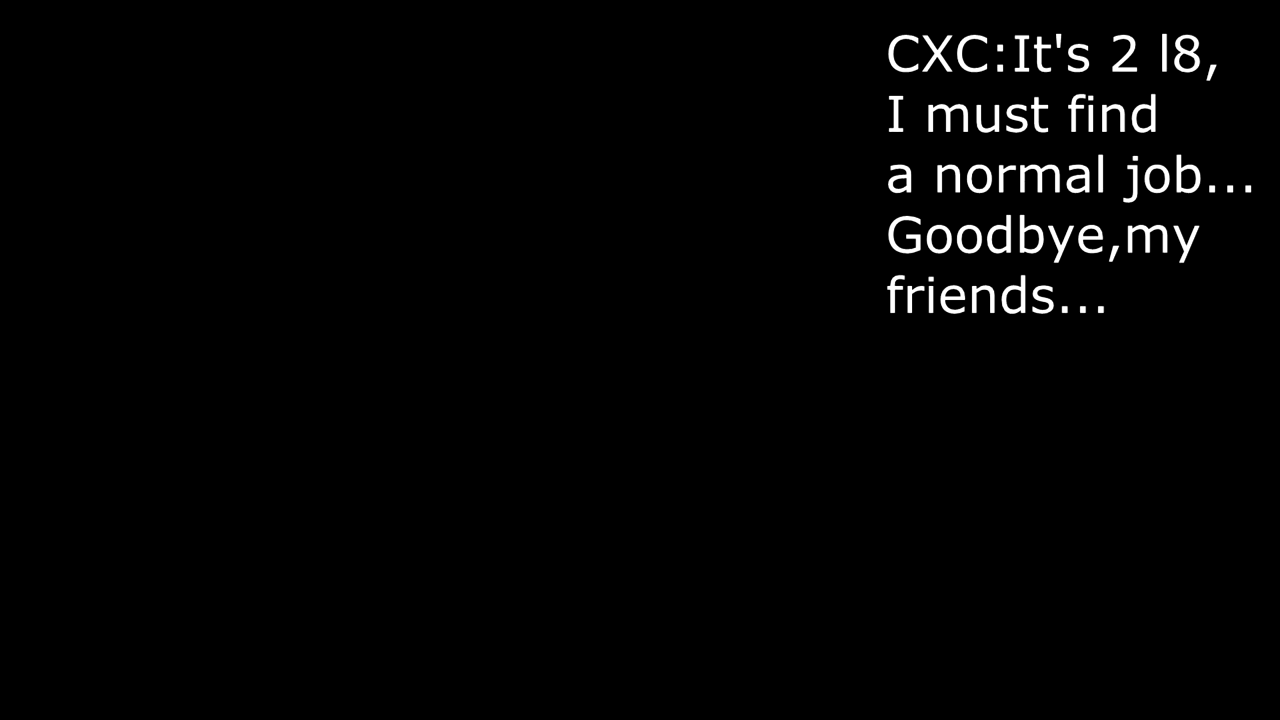 CXC:It's 2 l8,
I must find
a normal job...
Goodbye,my
friends...